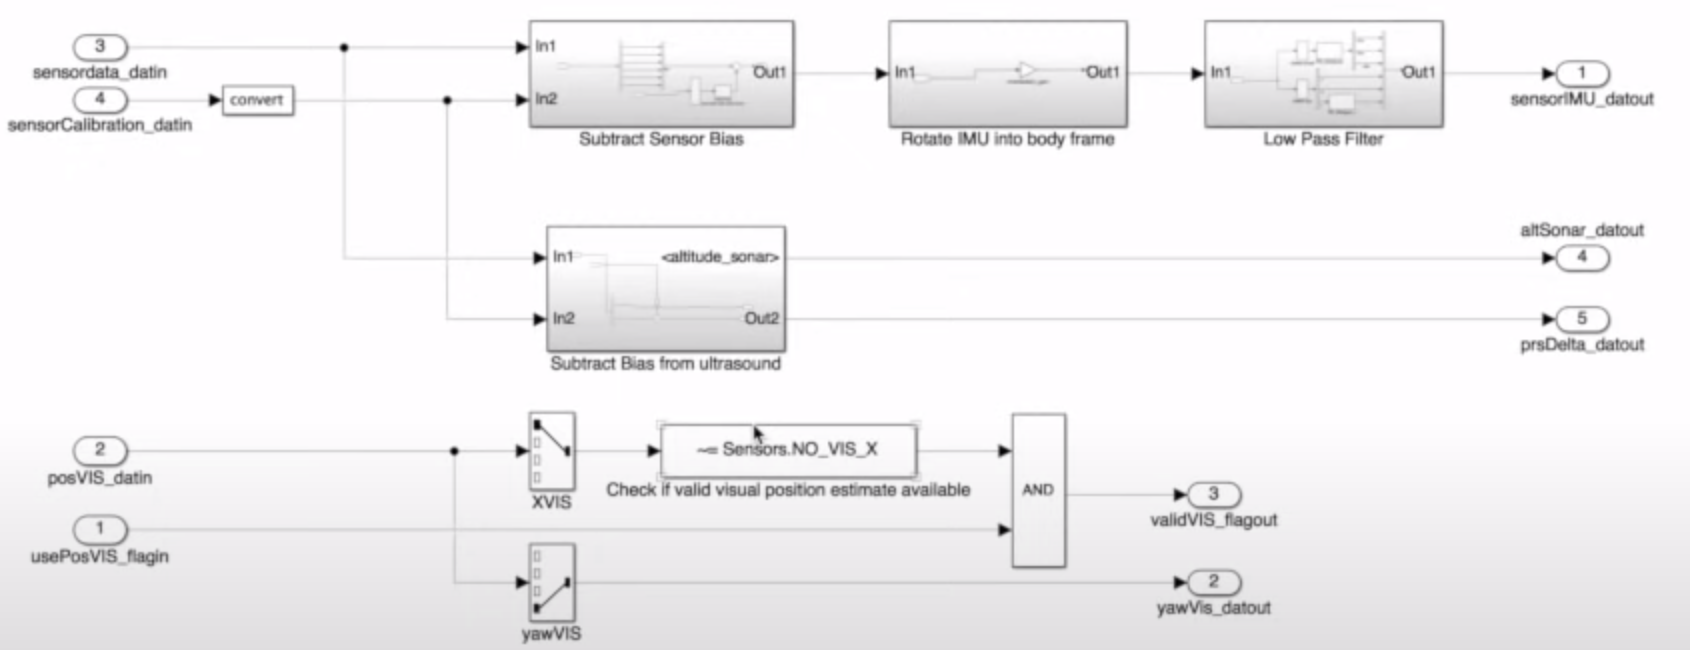 3
sensordata_datin
4
sensorCalibration_datin
convert
In1
In2
Out1
Subtract Sensor Bias
In1
Out1
Rotate IMU into body frame
In1
Out1
Low Pass Filter
1
sensorIMU_datout
In1
In2
<altitude_sonar>
Out2
Subtract Bias from ultrasound
altSonar_datout
4
5
prsDelta_datout
2
posVIS_datin
1
usePosVIS_flagin
XVIS
~= Sensors.NO_VIS_X
Check if valid visual position estimate available
AND
3
validVIS_flagout
yawVIS
2
yawVis_datout